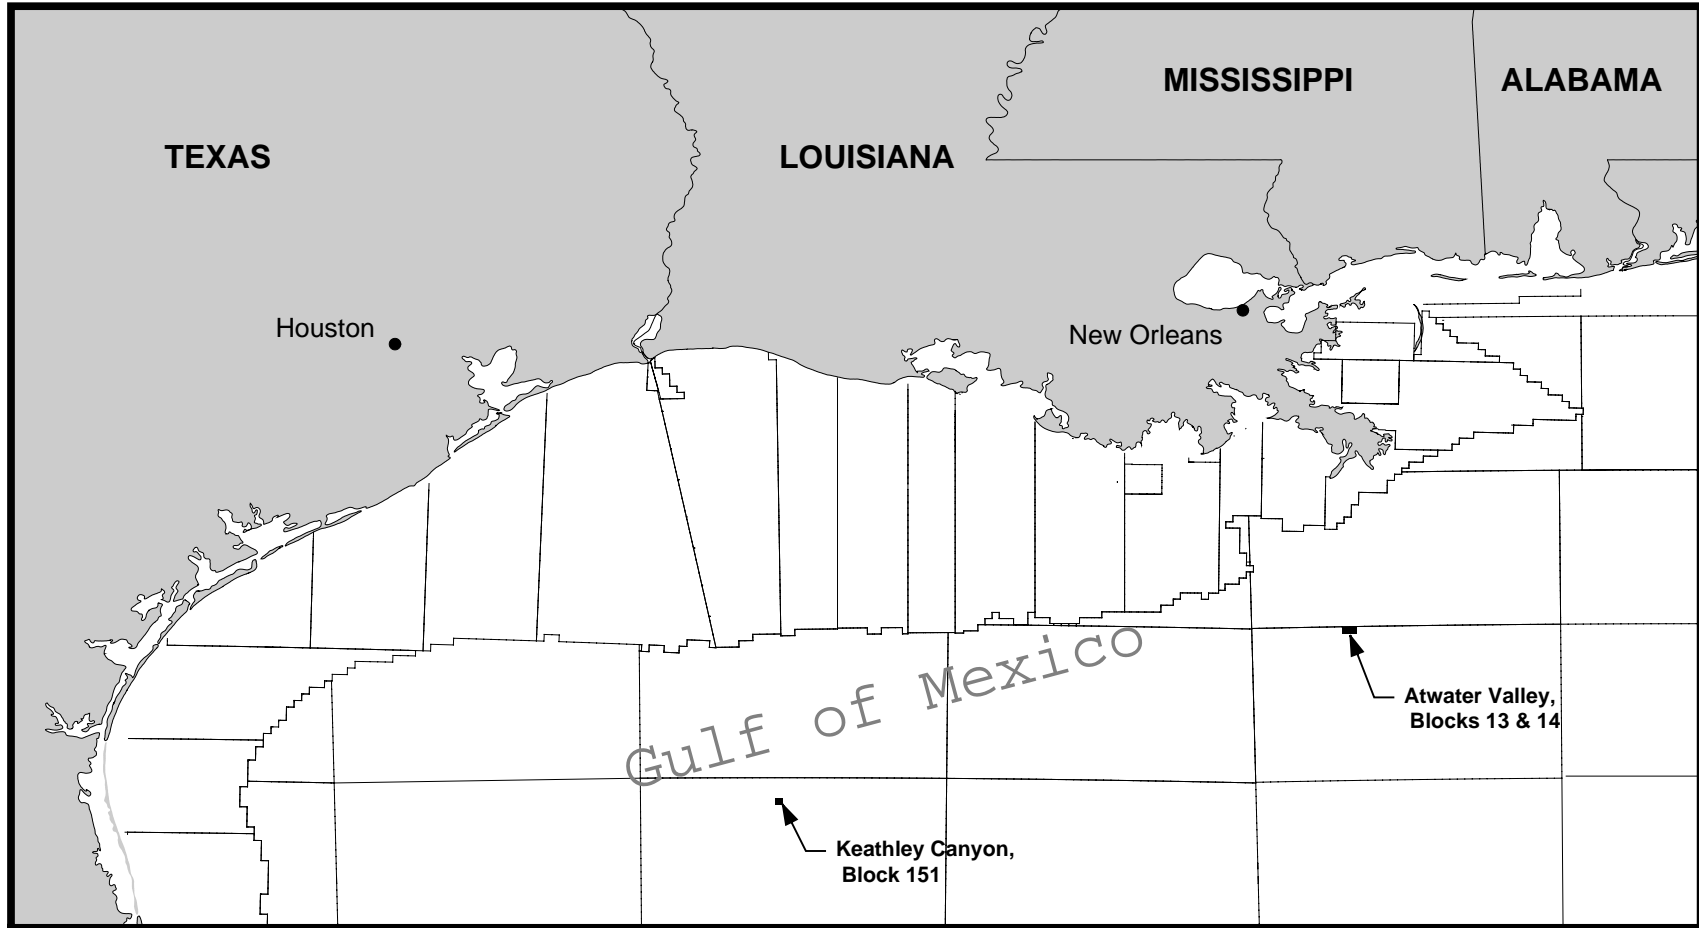 MISSISSIPPI
ALABAMA
TEXAS
LOUISIANA
Houston
New Orleans
Gulf of Mexico
Atwater Valley,
Blocks 13 & 14
Keathley Canyon,
Block 151